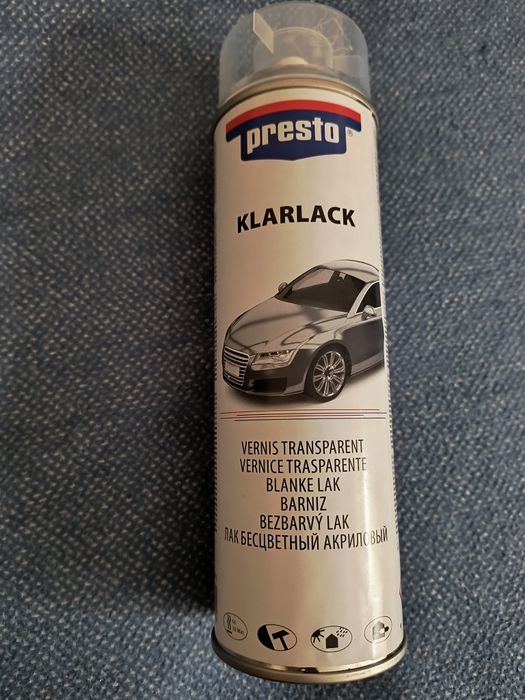 presto®
KLARLACK
VERNIS TRANSPARENT
VERNICE TRASPARENTE
BLANKE LAK
BARNIZ
BEZBARVÝ LAK
ЛАК БЕСЦВЕТНЫЙ АКРИЛОВЫЙ